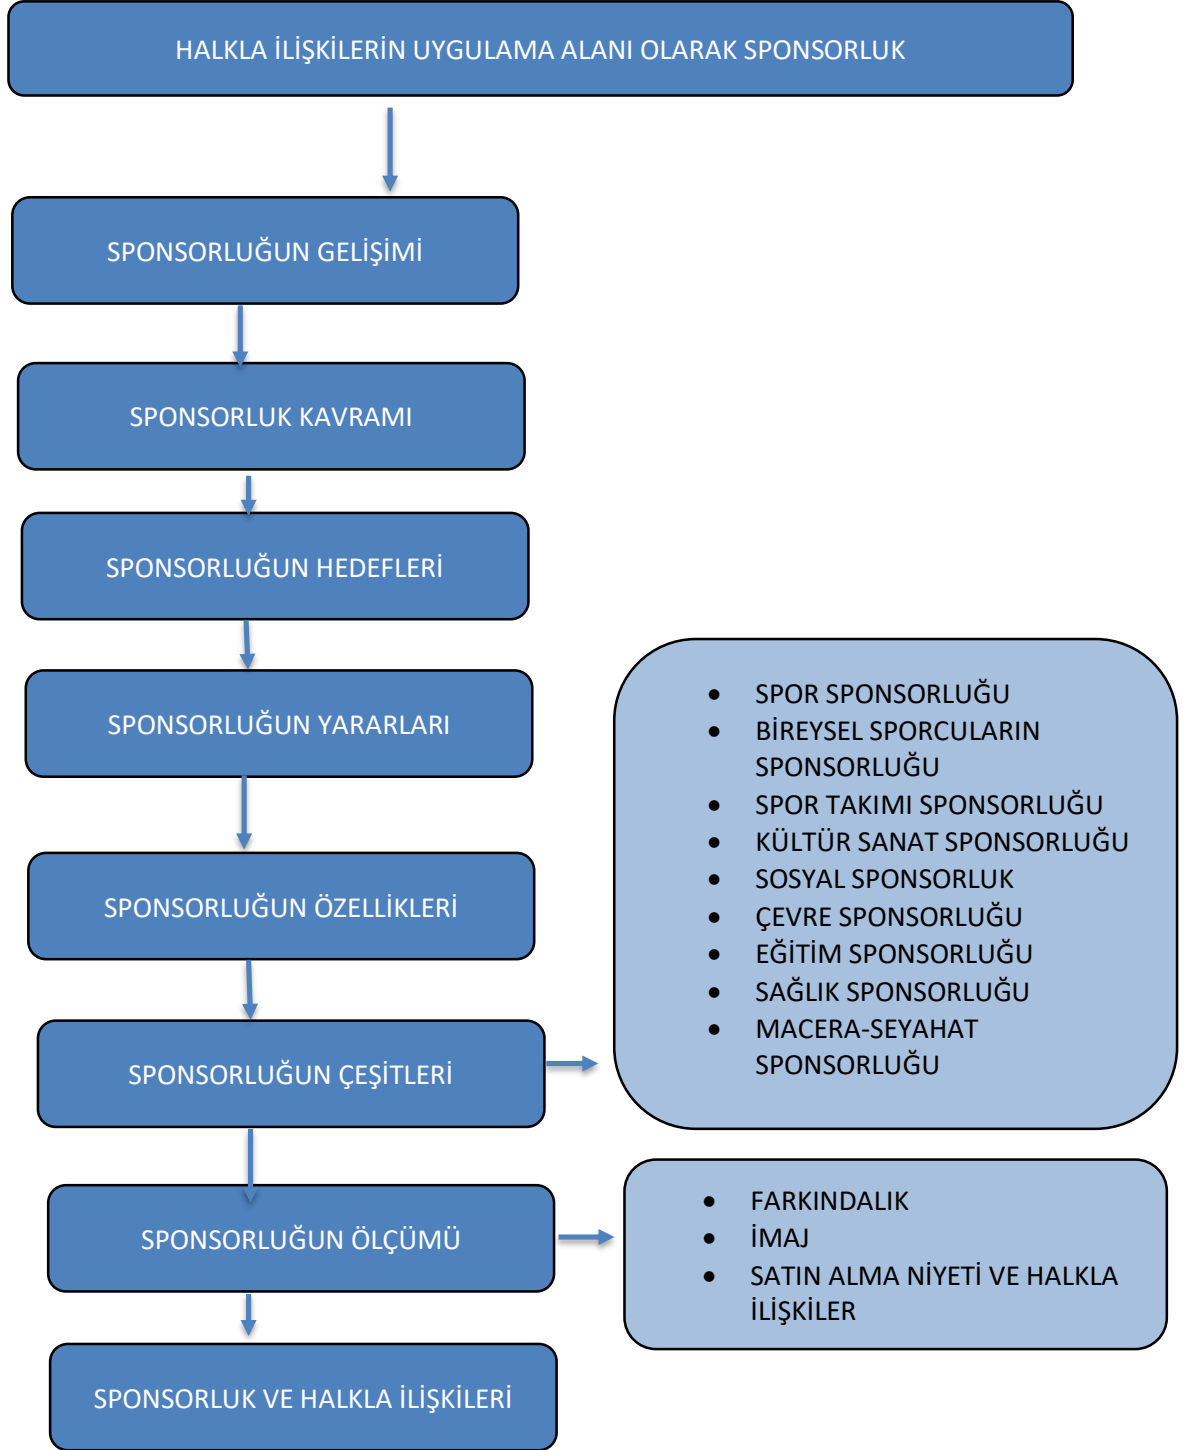 HALKLA İLİŞKİLERİN UYGULAMA ALANI OLARAK SPONSORLUK
SPONSORLUĞUN GELİŞİMİ
SPONSORLUK KAVRAMI
SPONSORLUĞUN HEDEFLERİ
SPONSORLUĞUN YARARLARI
SPONSORLUĞUN ÖZELLİKLERİ
SPONSORLUĞUN ÇEŞİTLERİ
• SPOR SPONSORLUĞU
• BİREYSEL SPORCULARIN
SPONSORLUĞU
• SPOR TAKIMI SPONSORLUĞU
• KÜLTÜR SANAT SPONSORLUĞU
• SOSYAL SPONSORLUK
• ÇEVRE SPONSORLUĞU
• EĞİTİM SPONSORLUĞU
• SAĞLIK SPONSORLUĞU
• MACERA-SEYAHAT
SPONSORLUĞU
SPONSORLUĞUN ÖLÇÜMÜ
• FARKINDALIK
• İMAJ
• SATIN ALMA NİYETİ VE HALKLA
İLİŞKİLER
SPONSORLUK VE HALKLA İLİŞKİLERİ